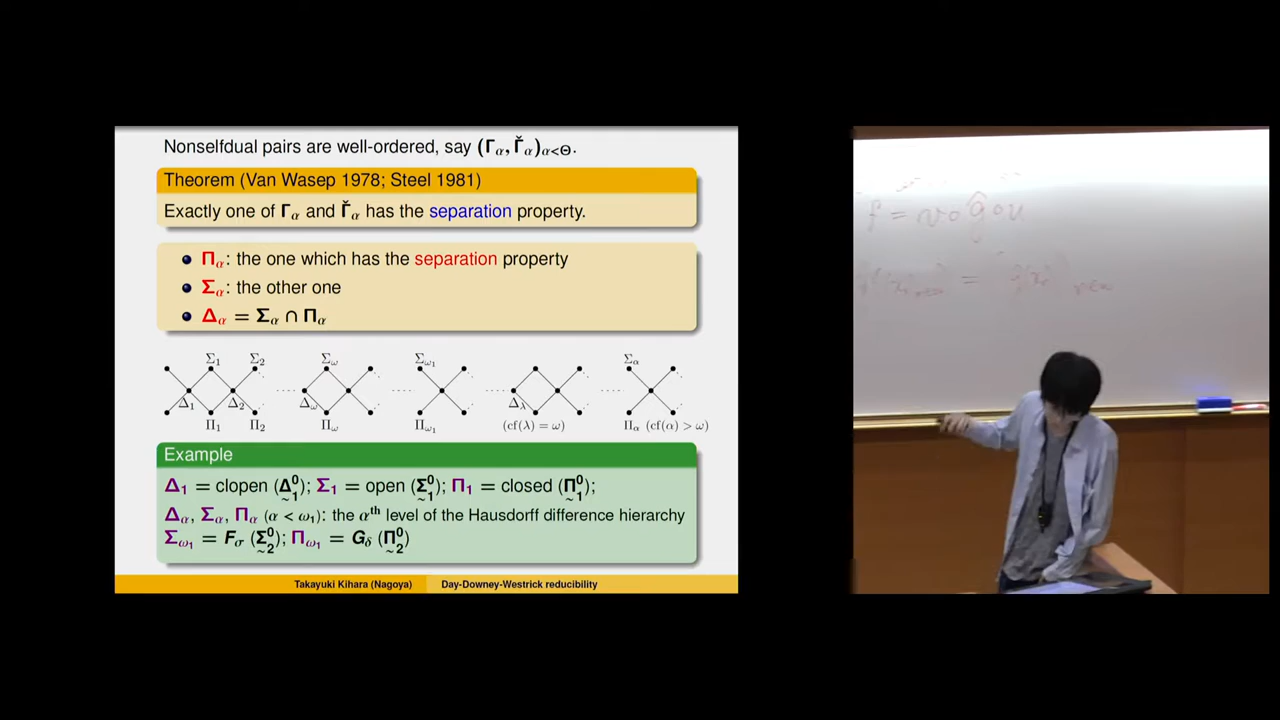 Nonselfdual pairs are well-ordered, say (Γ_α, Γ̌_α)_{α<Θ}.
Theorem (Van Wasep 1978; Steel 1981)
Exactly one of Γ_α and Γ̌_α has the separation property.
• Π_α: the one which has the separation property
• Σ_α: the other one
• Δ_α = Σ_α ∩ Π_α
Σ_1 Σ_2 Σ_ω Σ_{ω_1} Σ_α
Δ_1 Δ_2 Δ_ω Δ_λ
Π_1 Π_2 Π_ω Π_{ω_1} (cf(λ) = ω) Π_α (cf(α) > ω)
Example
Δ_1 = clopen (Δ̰^0_1); Σ_1 = open (Σ̰^0_1); Π_1 = closed (Π̰^0_1);
Δ_α, Σ_α, Π_α (α < ω_1): the α^th level of the Hausdorff difference hierarchy
Σ_{ω_1} = F_σ (Σ̰^0_2); Π_{ω_1} = G_δ (Π̰^0_2)
Takayuki Kihara (Nagoya) Day-Downey-Westrick reducibility
f = v∘ĝ∘u